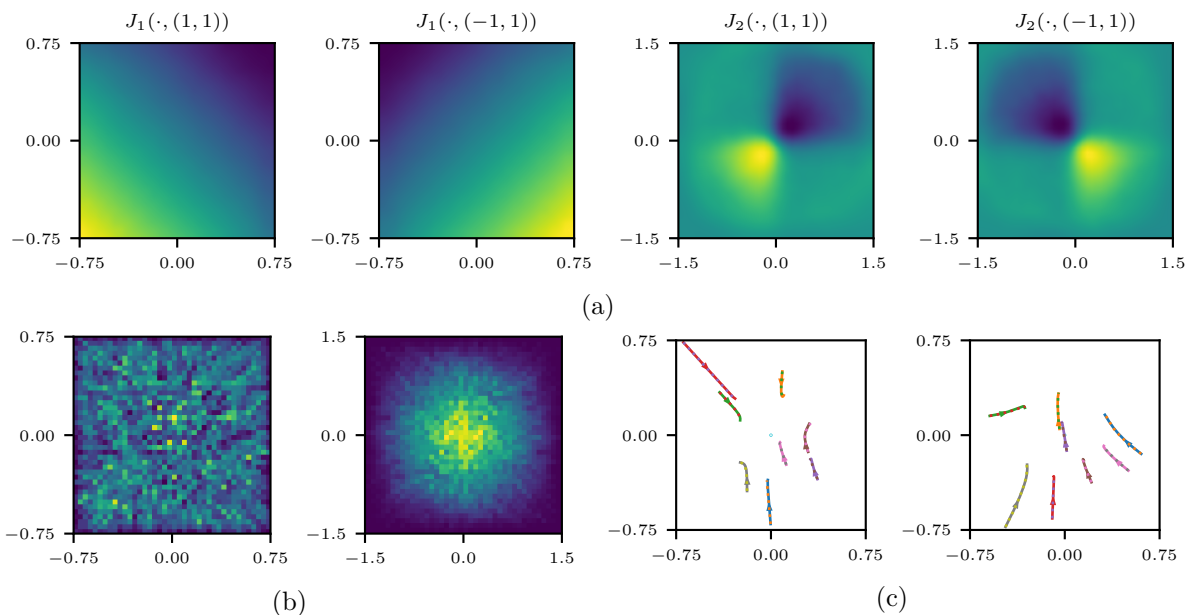 J₁(·, (1, 1)) J₁(·, (−1, 1)) J₂(·, (1, 1)) J₂(·, (−1, 1))
0.75 0.75 1.5 1.5
0.00 0.00 0.0 0.0
−0.75 −0.75 −1.5 −1.5
−0.75 0.00 0.75 −0.75 0.00 0.75 −1.5 0.0 1.5 −1.5 0.0 1.5
(a)
0.75 1.5 0.75 0.75
0.00 0.0 0.00 0.00
−0.75 −1.5 −0.75 −0.75
−0.75 0.00 0.75 −1.5 0.0 1.5 −0.75 0.00 0.75 −0.75 0.00 0.75
(b) (c)